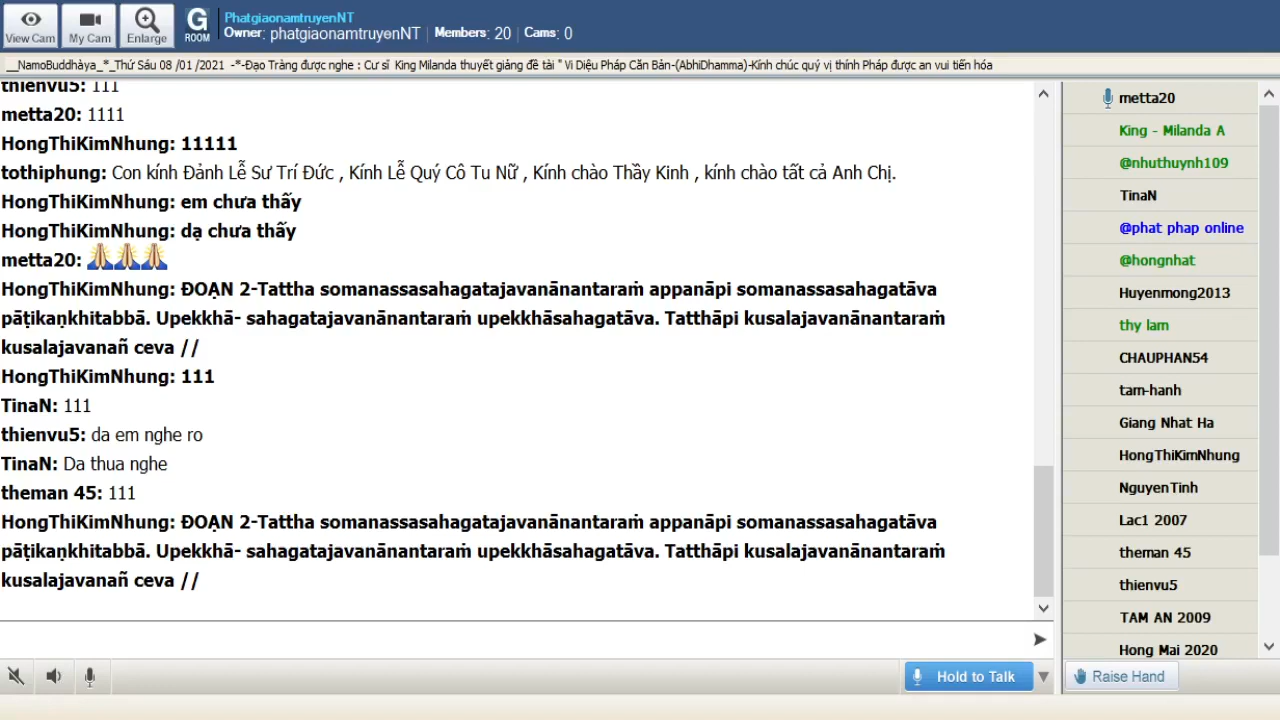 View Cam
My Cam
Enlarge
G
ROOM
PhatgiaonamtruyenNT
Owner: phatgiaonamtruyenNT | Members: 20 | Cams: 0
__NamoBuddhàya_*_Thứ Sáu 08 /01 /2021 -*-Đạo Tràng được nghe : Cư sĩ King Milanda thuyết giảng đề tài " Vi Diệu Pháp Căn Bản-(AbhiDhamma)-Kính chúc quý vị thính Pháp được an vui tiến hóa
thienvu5: 111
metta20: 1111
HongThiKimNhung: 11111
tothiphung: Con kính Đảnh Lễ Sư Trí Đức , Kính Lễ Quý Cô Tu Nữ , Kính chào Thầy Kinh , kính chào tất cả Anh Chị.
HongThiKimNhung: em chưa thấy
HongThiKimNhung: dạ chưa thấy
metta20: 🙏🙏🙏
HongThiKimNhung: ĐOẠN 2-Tattha somanassasahagatajavanānantaraṁ appanāpi somanassasahagatāva
pāṭikaṇkhitabbā. Upekkhā- sahagatajavanānantaraṁ upekkhāsahagatāva. Tatthāpi kusalajavanānantaraṁ
kusalajavanañ ceva //
HongThiKimNhung: 111
TinaN: 111
thienvu5: da em nghe ro
TinaN: Da thua nghe
theman 45: 111
HongThiKimNhung: ĐOẠN 2-Tattha somanassasahagatajavanānantaraṁ appanāpi somanassasahagatāva
pāṭikaṇkhitabbā. Upekkhā- sahagatajavanānantaraṁ upekkhāsahagatāva. Tatthāpi kusalajavanānantaraṁ
kusalajavanañ ceva //
metta20
King - Milanda A
@nhuthuynh109
TinaN
@phat phap online
@hongnhat
Huyenmong2013
thy lam
CHAUPHAN54
tam-hanh
Giang Nhat Ha
HongThiKimNhung
NguyenTinh
Lac1 2007
theman 45
thienvu5
TAM AN 2009
Hong Mai 2020
Hold to Talk
Raise Hand